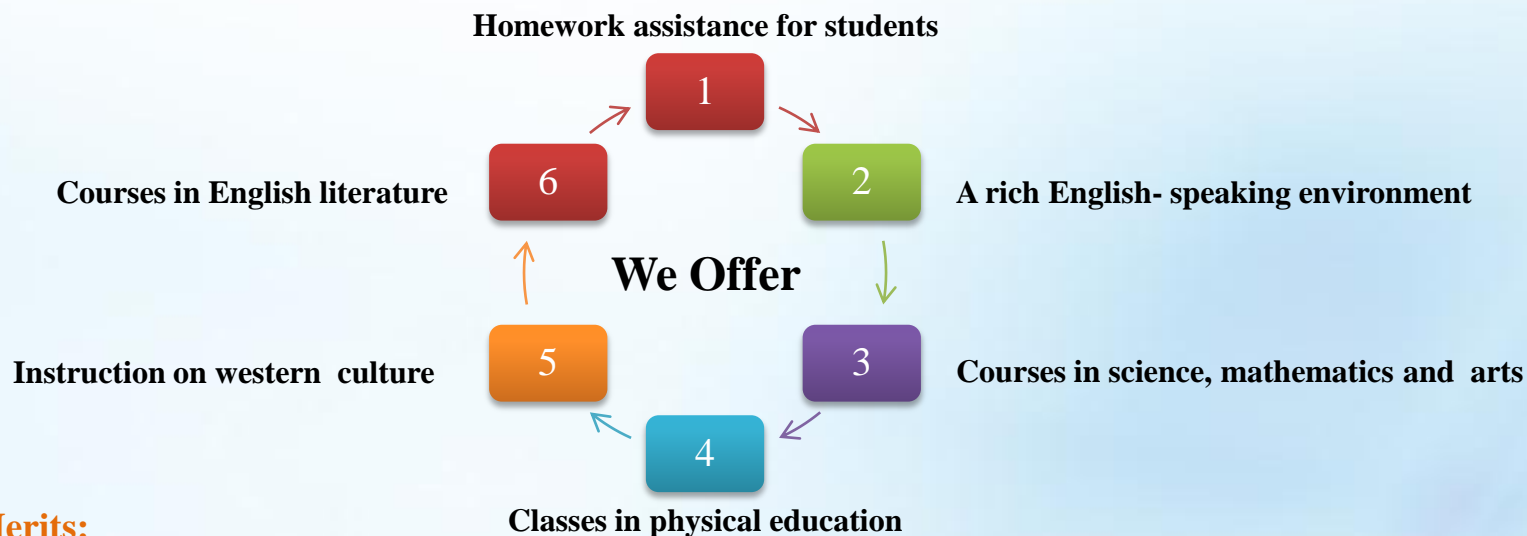 Homework assistance for students
1
6
2
Courses in English literature
A rich English- speaking environment
We Offer
5
3
Instruction on western culture
Courses in science, mathematics and arts
4
Classes in physical education